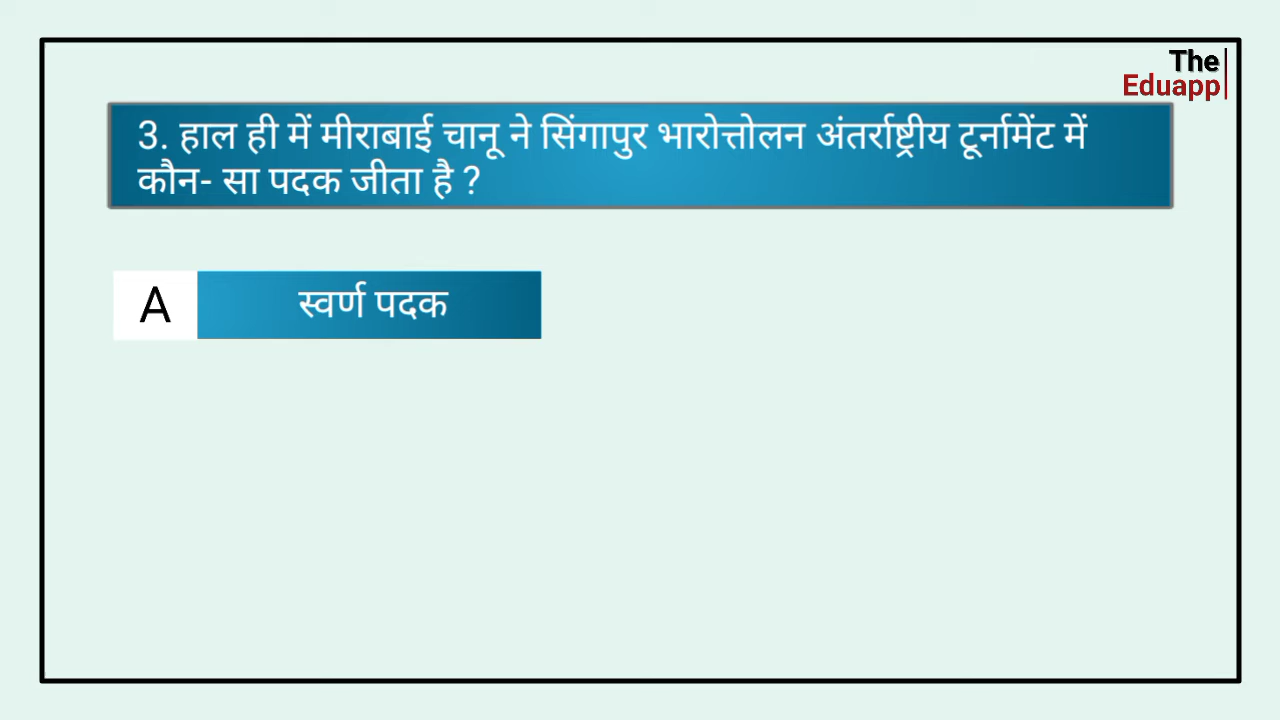 The
Eduapp
3. हाल ही में मीराबाई चानू ने सिंगापुर भारोत्तोलन अंतर्राष्ट्रीय टूर्नामेंट में
कौन- सा पदक जीता है ?
A स्वर्ण पदक